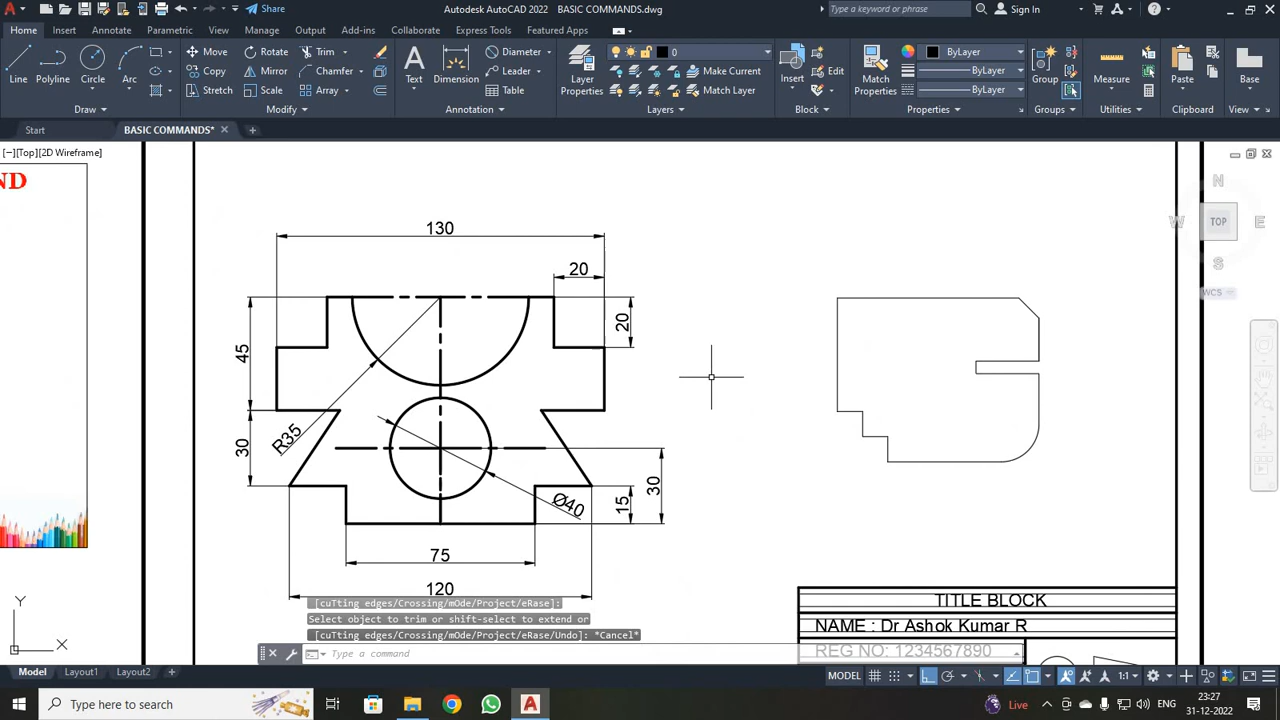 Share
Autodesk AutoCAD 2022 BASIC COMMANDS.dwg
Type a keyword or phrase
Sign In
Home Insert Annotate Parametric View Manage Output Add-ins Collaborate Express Tools Featured Apps
Move Rotate Trim Diameter 0 Edit ByLayer
Line Polyline Circle Arc Copy Mirror Chamfer Text Dimension Leader Layer Properties Make Current Insert Match Properties ByLayer Group Measure Paste Base
Stretch Scale Array Table Match Layer ByLayer
Draw Modify Annotation Layers Block Properties Groups Utilities Clipboard View
Start BASIC COMMANDS*
[−][Top][2D Wireframe]
ND
N
W TOP E
S
WCS
130
20
20
45
30
R35
Ø40
15
30
75
120
TITLE BLOCK
NAME : Dr Ashok Kumar R
REG NO: 1234567890
Y
X
[cuTting edges/Crossing/mOde/Project/eRase]:
Select object to trim or shift-select to extend or
[cuTting edges/Crossing/mOde/Project/eRase/Undo]: *Cancel*
Type a command
Model Layout1 Layout2 +
MODEL 1:1
Type here to search
Live
ENG
23:27
31-12-2022